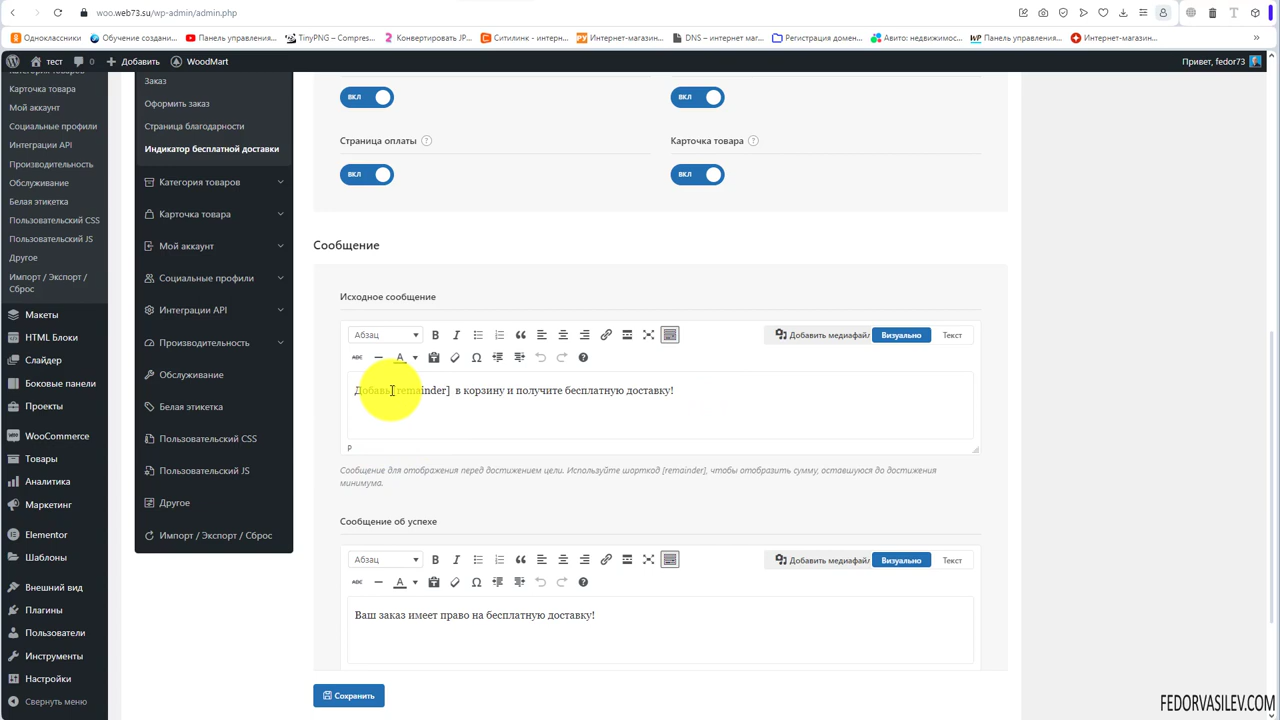 woo.web73.su/wp-admin/admin.php
Одноклассники
Обучение создани...
Панель управления...
TinyPNG – Compres...
Конвертировать JP...
Ситилинк - интерн...
Интернет-магазин...
DNS – интернет маг...
Регистрация домен...
Авито: недвижимос...
Панель управления...
Интернет-магазин...
тест
0
Добавить
WoodMart
Привет, fedor73
Карточка товара
Мой аккаунт
Социальные профили
Интеграции API
Производительность
Обслуживание
Белая этикетка
Пользовательский CSS
Пользовательский JS
Другое
Импорт / Экспорт /
Сброс
Макеты
HTML Блоки
Слайдер
Боковые панели
Проекты
WooCommerce
Товары
Аналитика
Маркетинг
Elementor
Шаблоны
Внешний вид
Плагины
Пользователи
Инструменты
Настройки
Свернуть меню
Заказ
Оформить заказ
Страница благодарности
Индикатор бесплатной доставки
Категория товаров
Карточка товара
Мой аккаунт
Социальные профили
Интеграции API
Производительность
Обслуживание
Белая этикетка
Пользовательский CSS
Пользовательский JS
Другое
Импорт / Экспорт / Сброс
ВКЛ
ВКЛ
Страница оплаты
Карточка товара
ВКЛ
ВКЛ
Сообщение
Исходное сообщение
Абзац
Добавить медиафай
Визуально
Текст
[remainder] в корзину и получите бесплатную доставку!
P
Сообщение для отображения перед достижением цели. Используйте шорткод [remainder], чтобы отобразить сумму, оставшуюся до достижения
минимума.
Сообщение об успехе
Абзац
Добавить медиафай
Визуально
Текст
Ваш заказ имеет право на бесплатную доставку!
Сохранить
FEDORVASILEV.COM